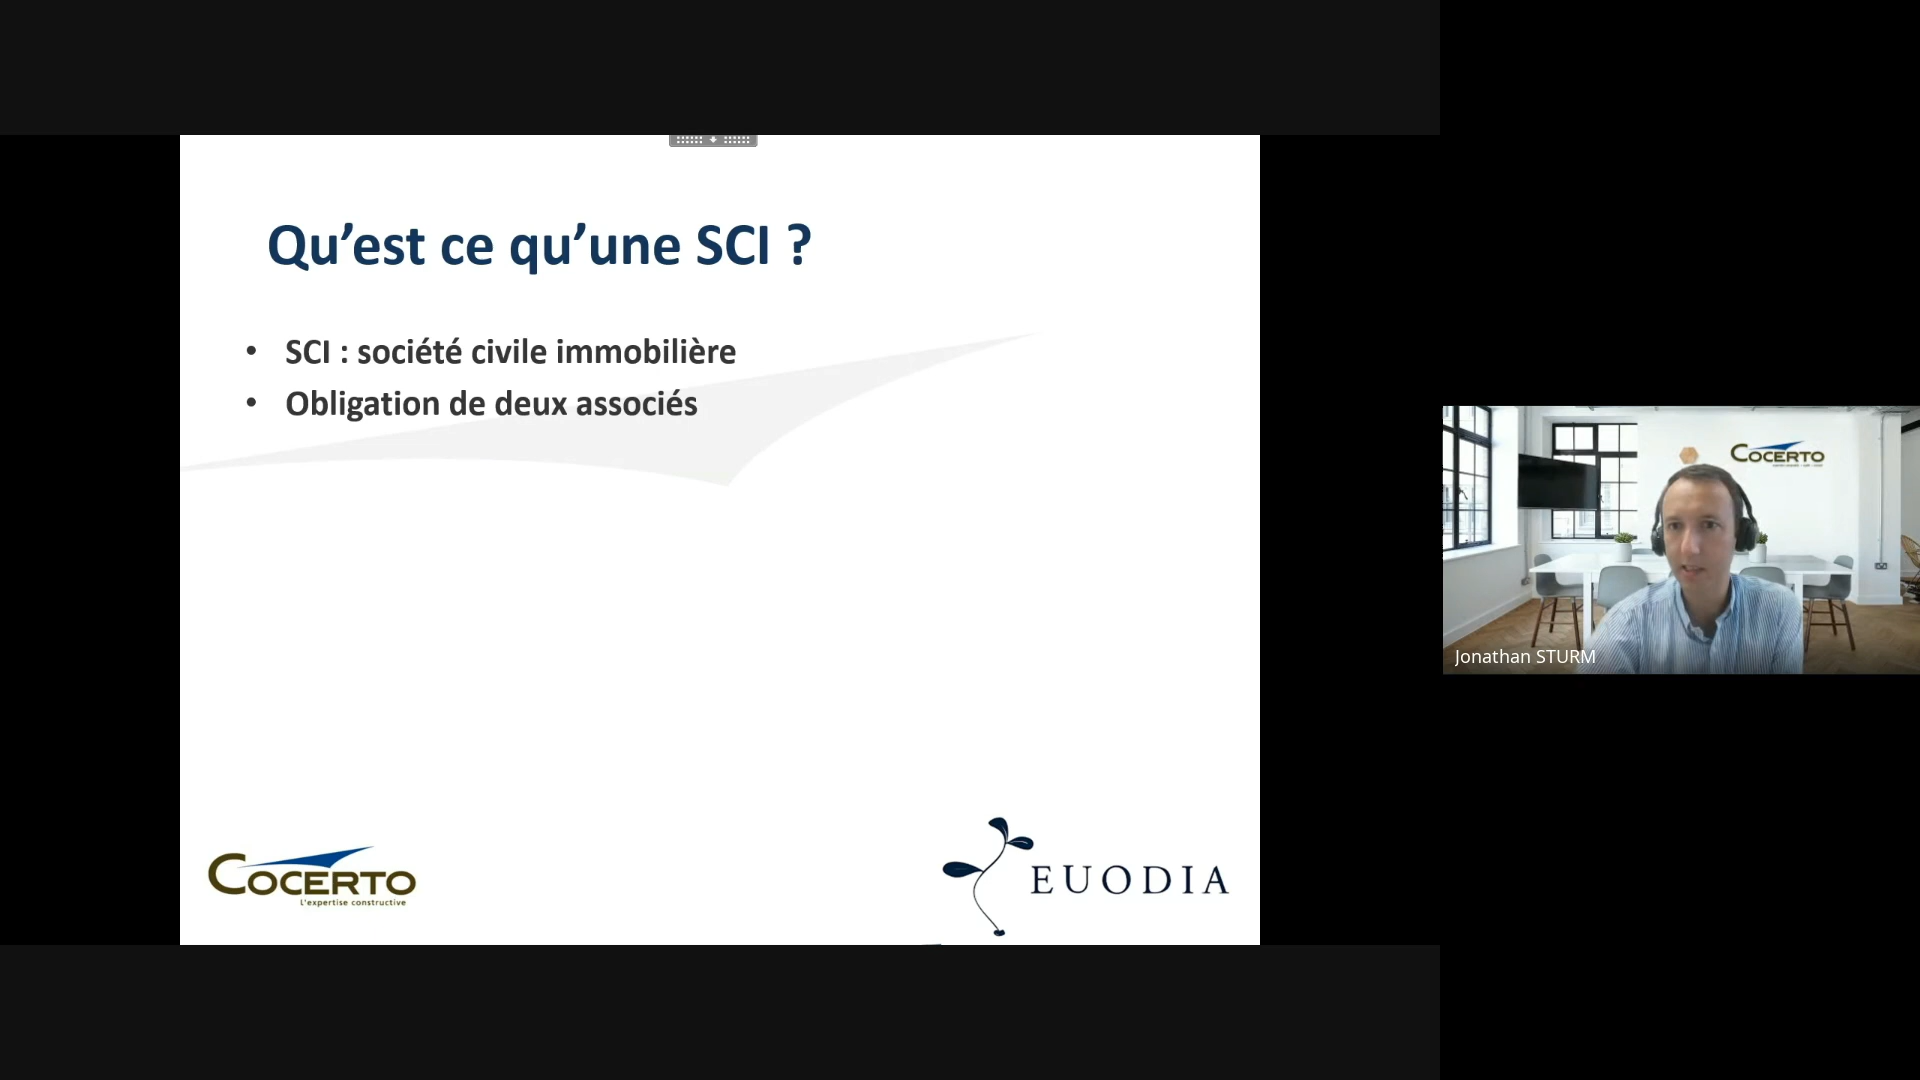 Qu’est ce qu’une SCI ?
• SCI : société civile immobilière
• Obligation de deux associés
COCERTO
L'expertise constructive
EUODIA
COCERTO
Jonathan STURM